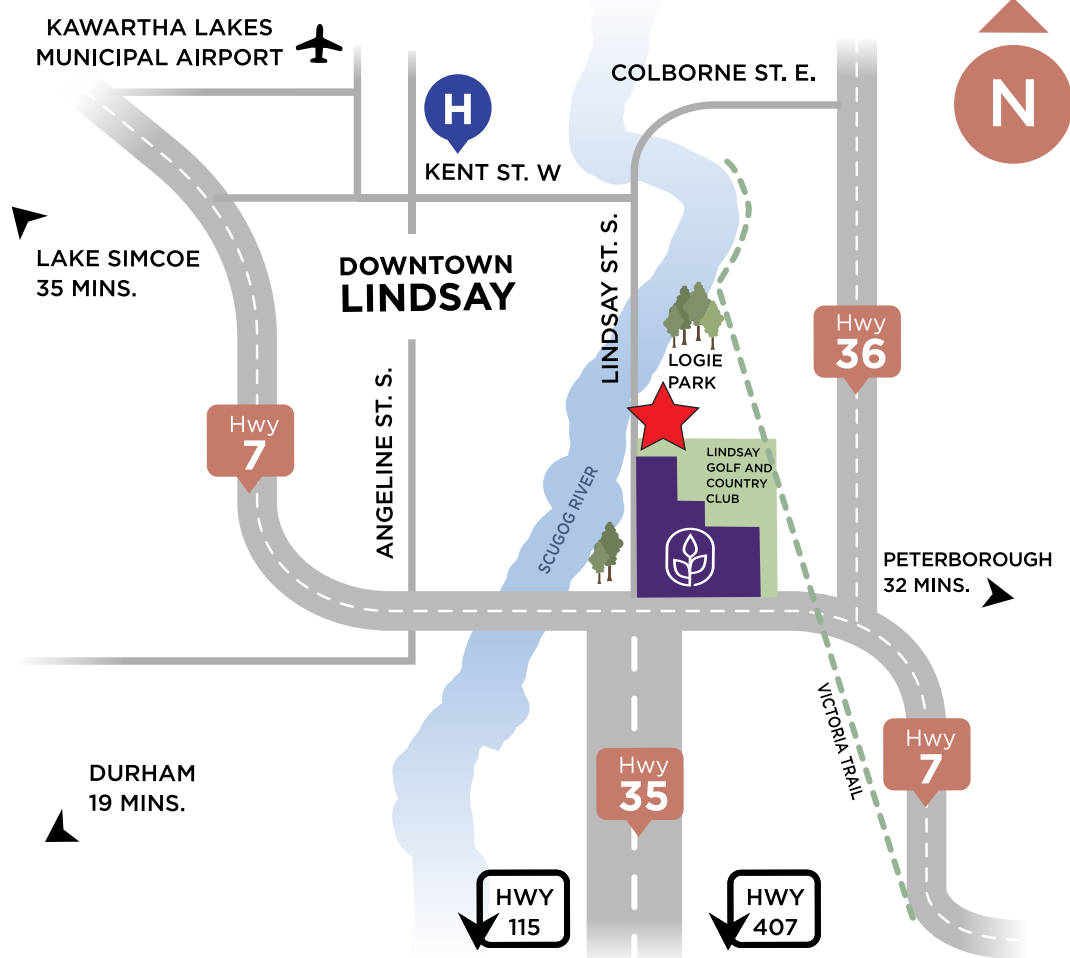 KAWARTHA LAKES
MUNICIPAL AIRPORT
N
COLBORNE ST. E.
H
KENT ST. W
LAKE SIMCOE
35 MINS.
DOWNTOWN
LINDSAY
LINDSAY ST. S.
Hwy
36
LOGIE
PARK
Hwy
7
ANGELINE ST. S.
LINDSAY
GOLF AND
COUNTRY
CLUB
SCUGOG RIVER
PETERBOROUGH
32 MINS.
VICTORIA TRAIL
Hwy
7
Hwy
35
DURHAM
19 MINS.
HWY
115
HWY
407